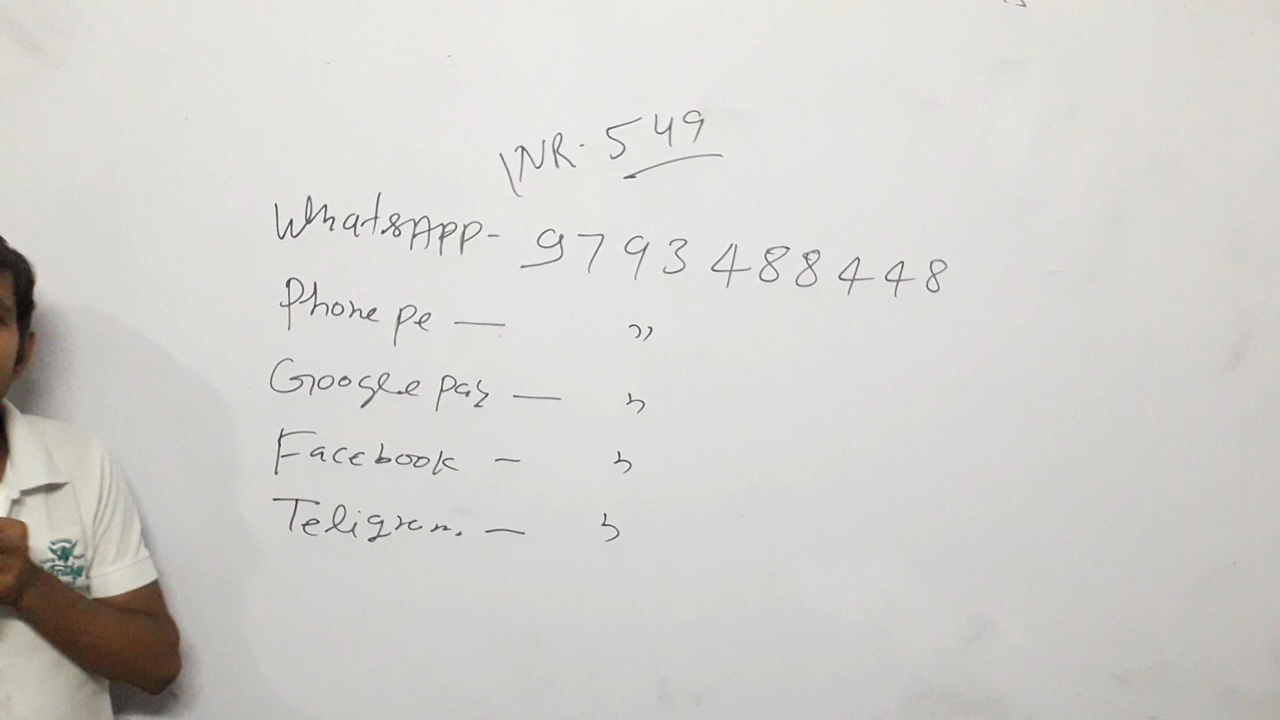 INR. 549
WhatsApp- 9793488448
Phone pe — ”
Google pay — ”
Facebook - ”
Teligram. — ”